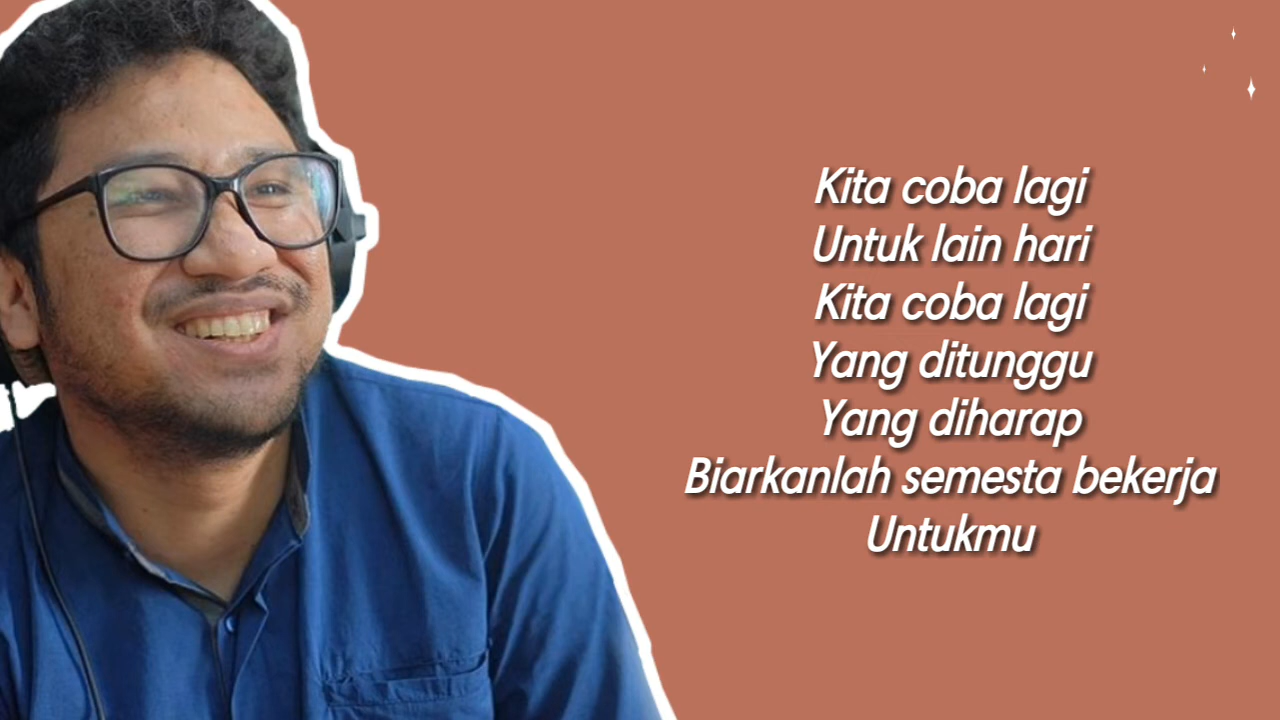 Kita coba lagi
Untuk lain hari
Kita coba lagi
Yang ditunggu
Yang diharap
Biarkanlah semesta bekerja
Untukmu